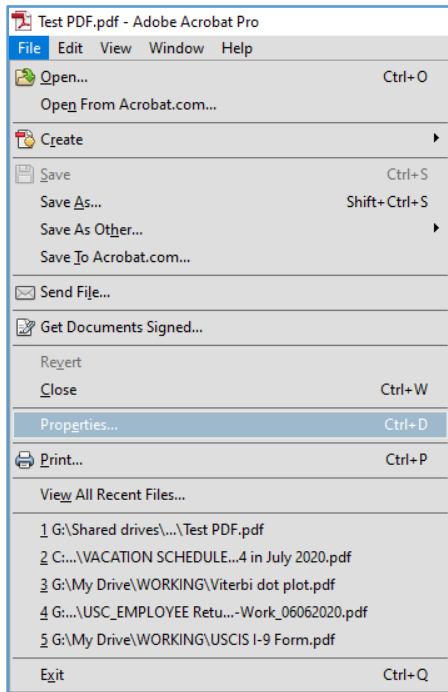 Test PDF.pdf - Adobe Acrobat Pro
File Edit View Window Help
Open... Ctrl+O
Open From Acrobat.com...
Create
Save Ctrl+S
Save As... Shift+Ctrl+S
Save As Other...
Save To Acrobat.com...
Send File...
Get Documents Signed...
Revert
Close Ctrl+W
Properties... Ctrl+D
Print... Ctrl+P
View All Recent Files...
1 G:\Shared drives\...\Test PDF.pdf
2 C:...\VACATION SCHEDULE...4 in July 2020.pdf
3 G:\My Drive\WORKING\Viterbi dot plot.pdf
4 G:...\USC_EMPLOYEE Retu...-Work_06062020.pdf
5 G:\My Drive\WORKING\USCIS I-9 Form.pdf
Exit Ctrl+Q